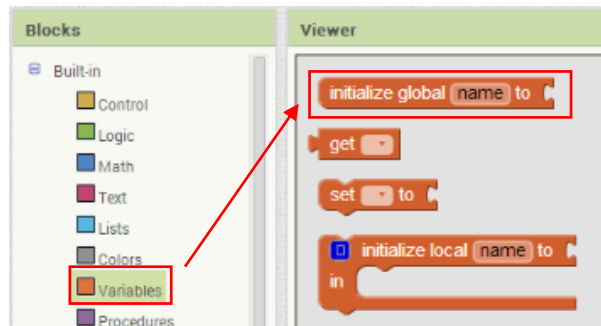 Blocks
Built-in
Control
Logic
Math
Text
Lists
Colors
Variables
Procedures
Viewer
initialize global name to
get
set to
initialize local name to
in